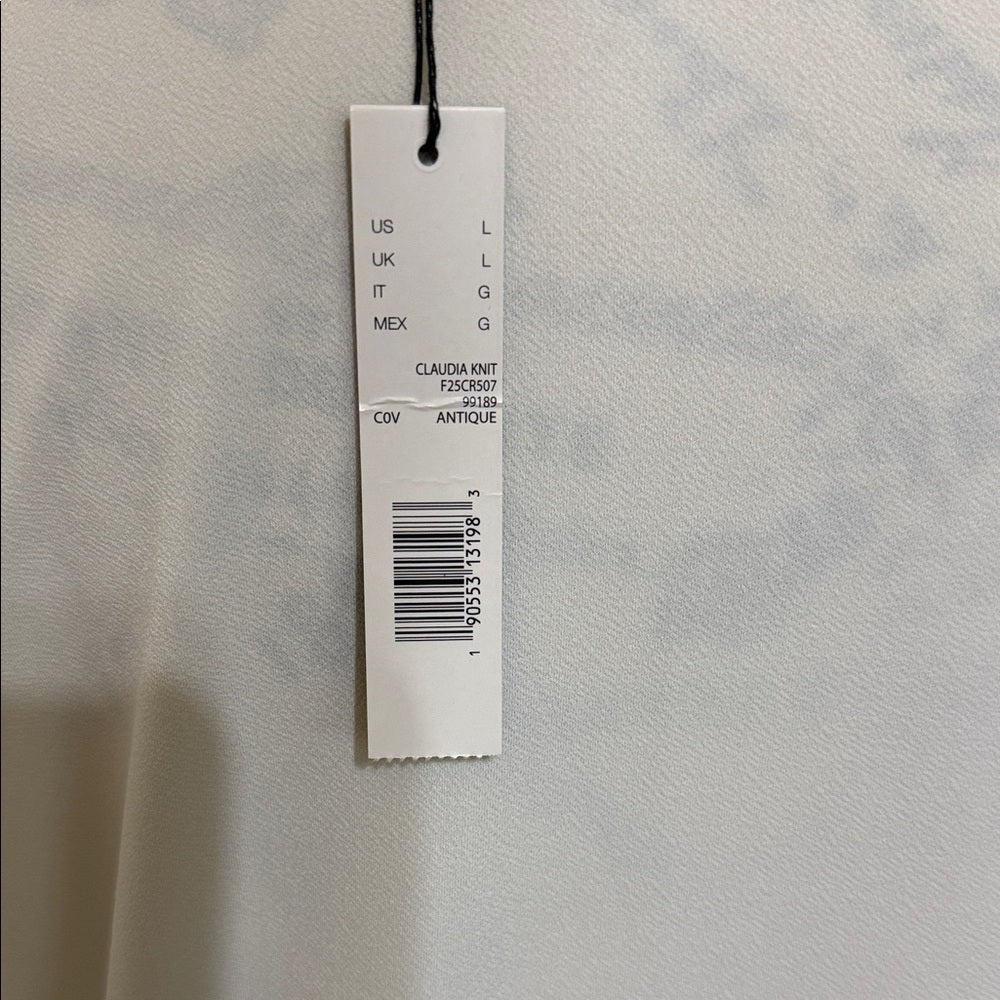 US L
UK L
IT G
MEX G
CLAUDIA KNIT
F25CR507
99189
C0V ANTIQUE
1 90553 13198 3